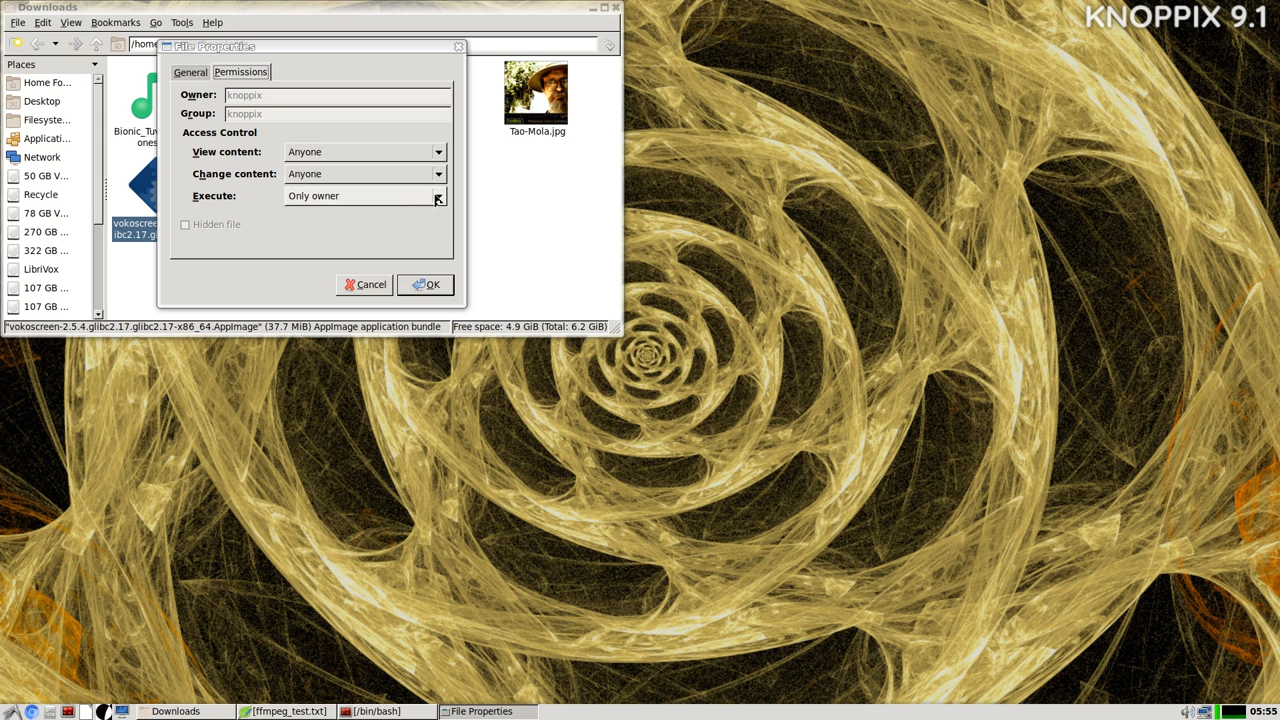 Downloads
KNOPPIX 9.1
File Edit View Bookmarks Go Tools Help
/home
File Properties
Places
Home Fo...
Desktop
Filesyste...
Applicati...
Network
50 GB V...
Recycle
78 GB V...
270 GB ...
322 GB ...
LibriVox
107 GB ...
107 GB ...
ones
vokoscree
ibc2.17.gl
Tao-Mola.jpg
General Permissions
Owner: knoppix
Group: knoppix
Access Control
View content: Anyone
Change content: Anyone
Execute: Only owner
Hidden file
Cancel OK
"vokoscreen-2.5.4.glibc2.17.glibc2.17-x86_64.AppImage" (37.7 MiB) AppImage application bundle
Free space: 4.9 GiB (Total: 6.2 GiB)
Downloads [ffmpeg_test.txt] [/bin/bash] File Properties 05:55